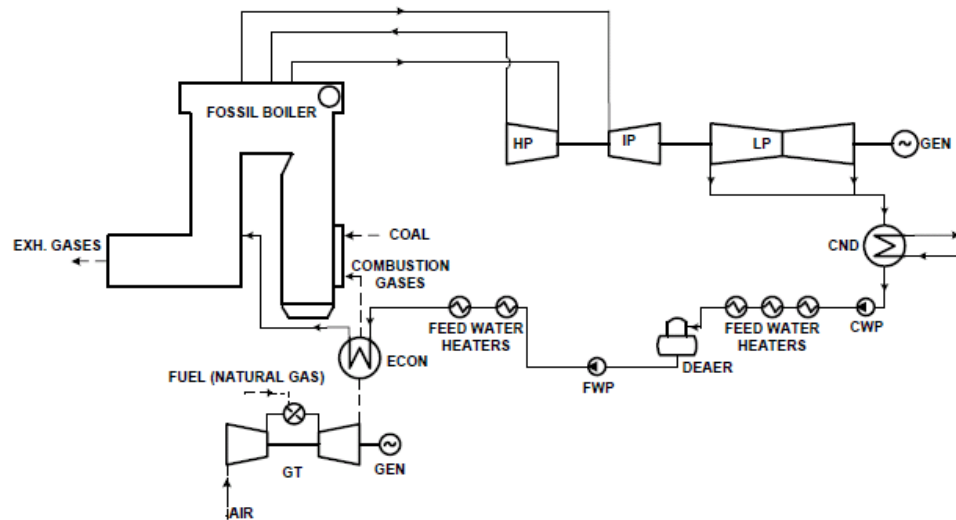 FOSSIL BOILER
HP
IP
LP
GEN
EXH. GASES
COAL
COMBUSTION
GASES
CND
FEED WATER
HEATERS
FEED WATER
HEATERS
CWP
ECON
DEAER
FWP
FUEL (NATURAL GAS)
GT
GEN
AIR